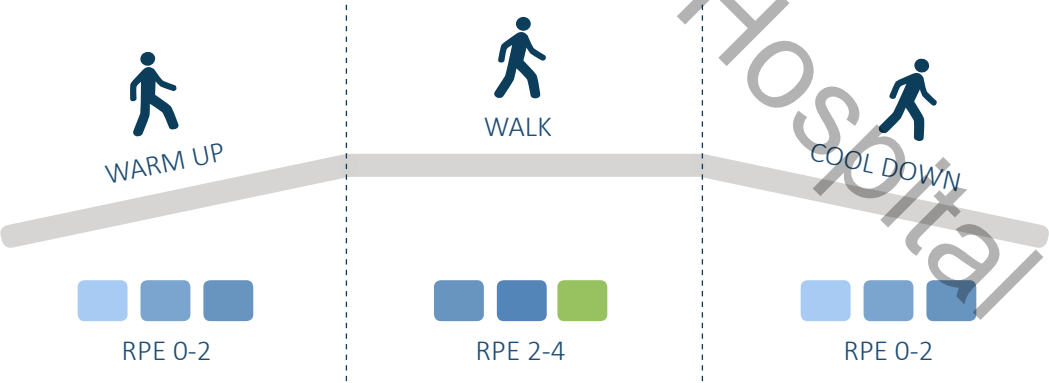 WARM UP
WALK
COOL DOWN
Hospital
RPE 0-2
RPE 2-4
RPE 0-2